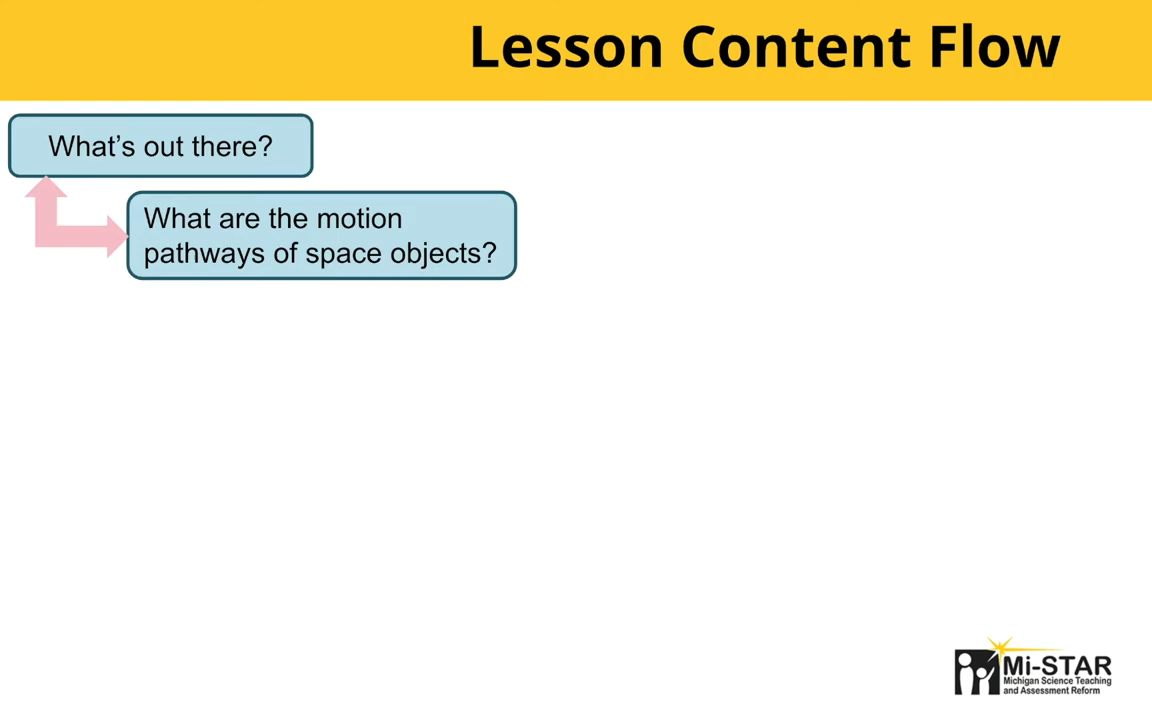 Lesson Content Flow
What’s out there?
What are the motion
pathways of space objects?
Mi-STAR
Michigan Science Teaching
and Assessment Reform